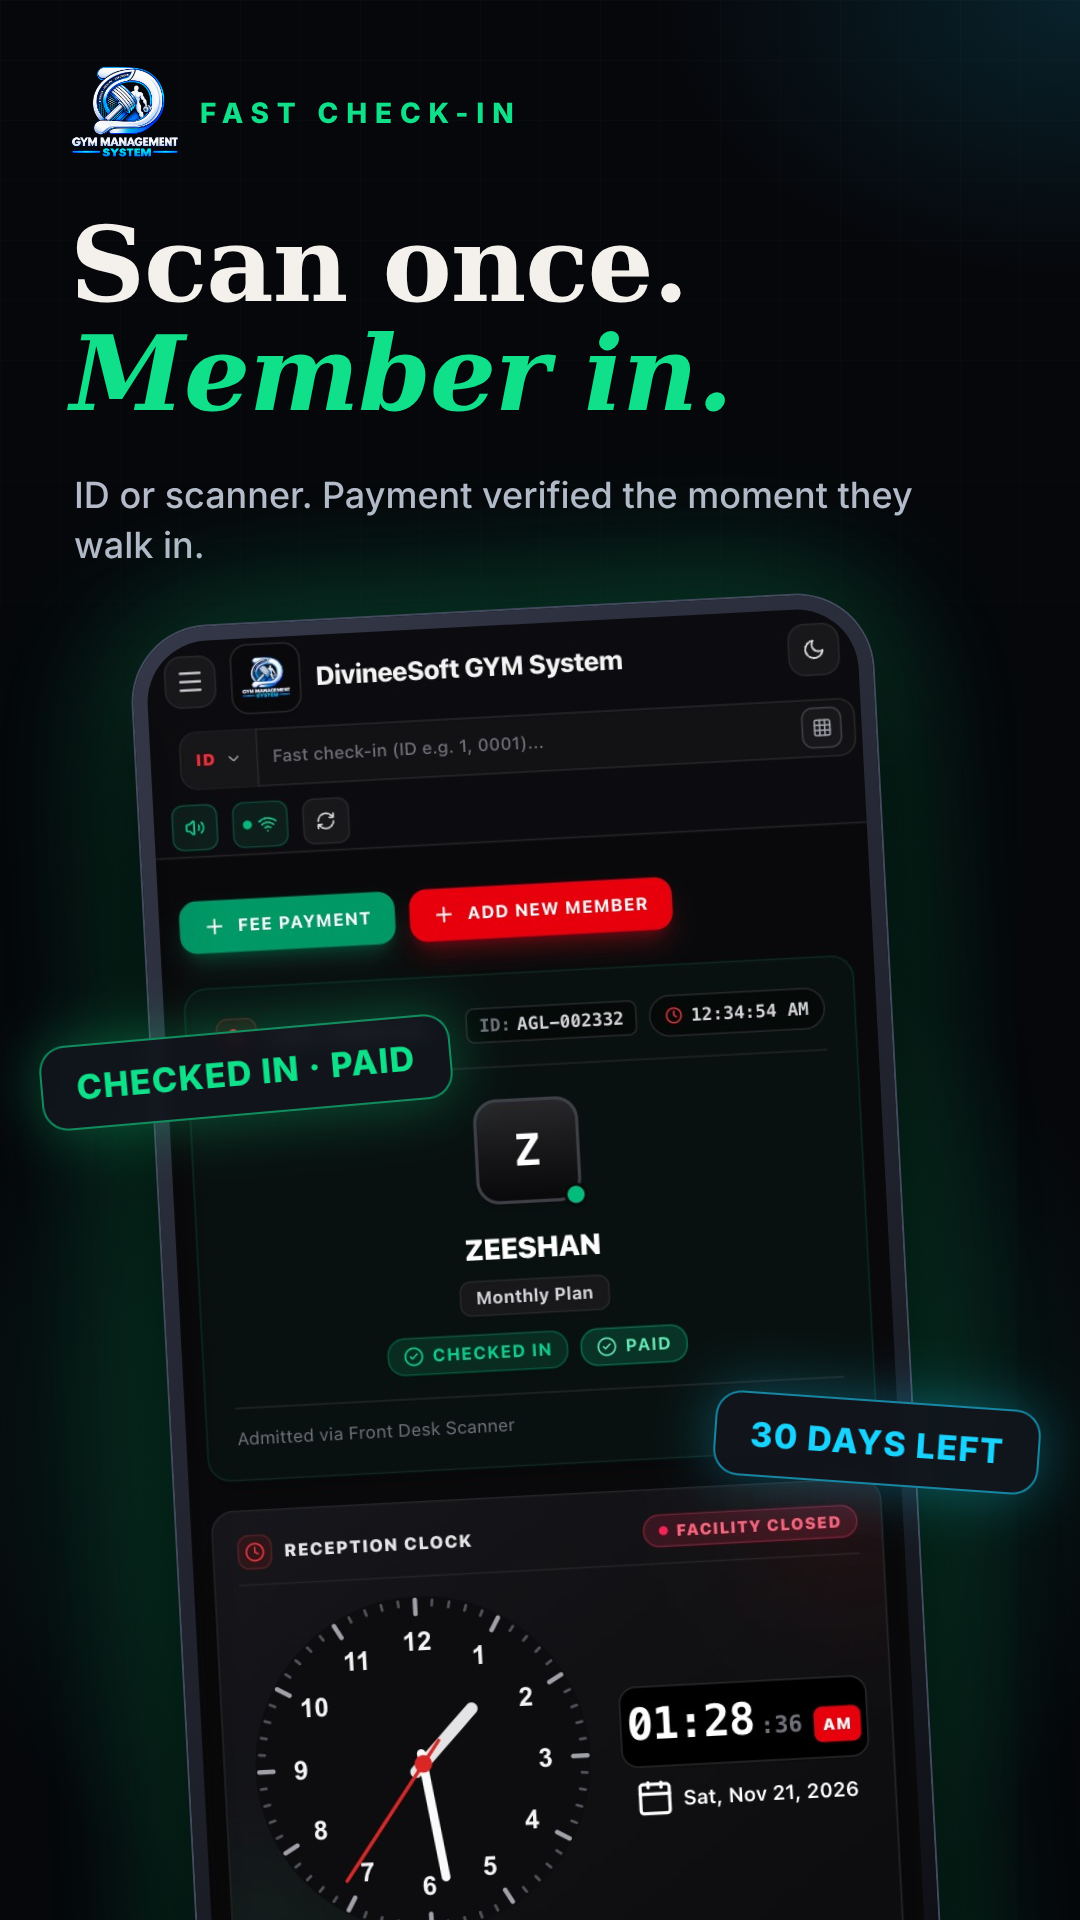 GYM MANAGEMENT
SYSTEM
FAST CHECK-IN
Scan once.
Member in.
ID or scanner. Payment verified the moment they
walk in.
GYM MANAGEMENT
SYSTEM
DivineeSoft GYM System
ID
Fast check-in (ID e.g. 1, 0001)...
+ FEE PAYMENT
+ ADD NEW MEMBER
ID: AGL-002332
12:34:54 AM
CHECKED IN · PAID
Z
ZEESHAN
Monthly Plan
CHECKED IN
PAID
Admitted via Front Desk Scanner
30 DAYS LEFT
RECEPTION CLOCK
FACILITY CLOSED
12
1
2
3
4
5
6
7
8
9
10
11
01:28 :36 AM
Sat, Nov 21, 2026